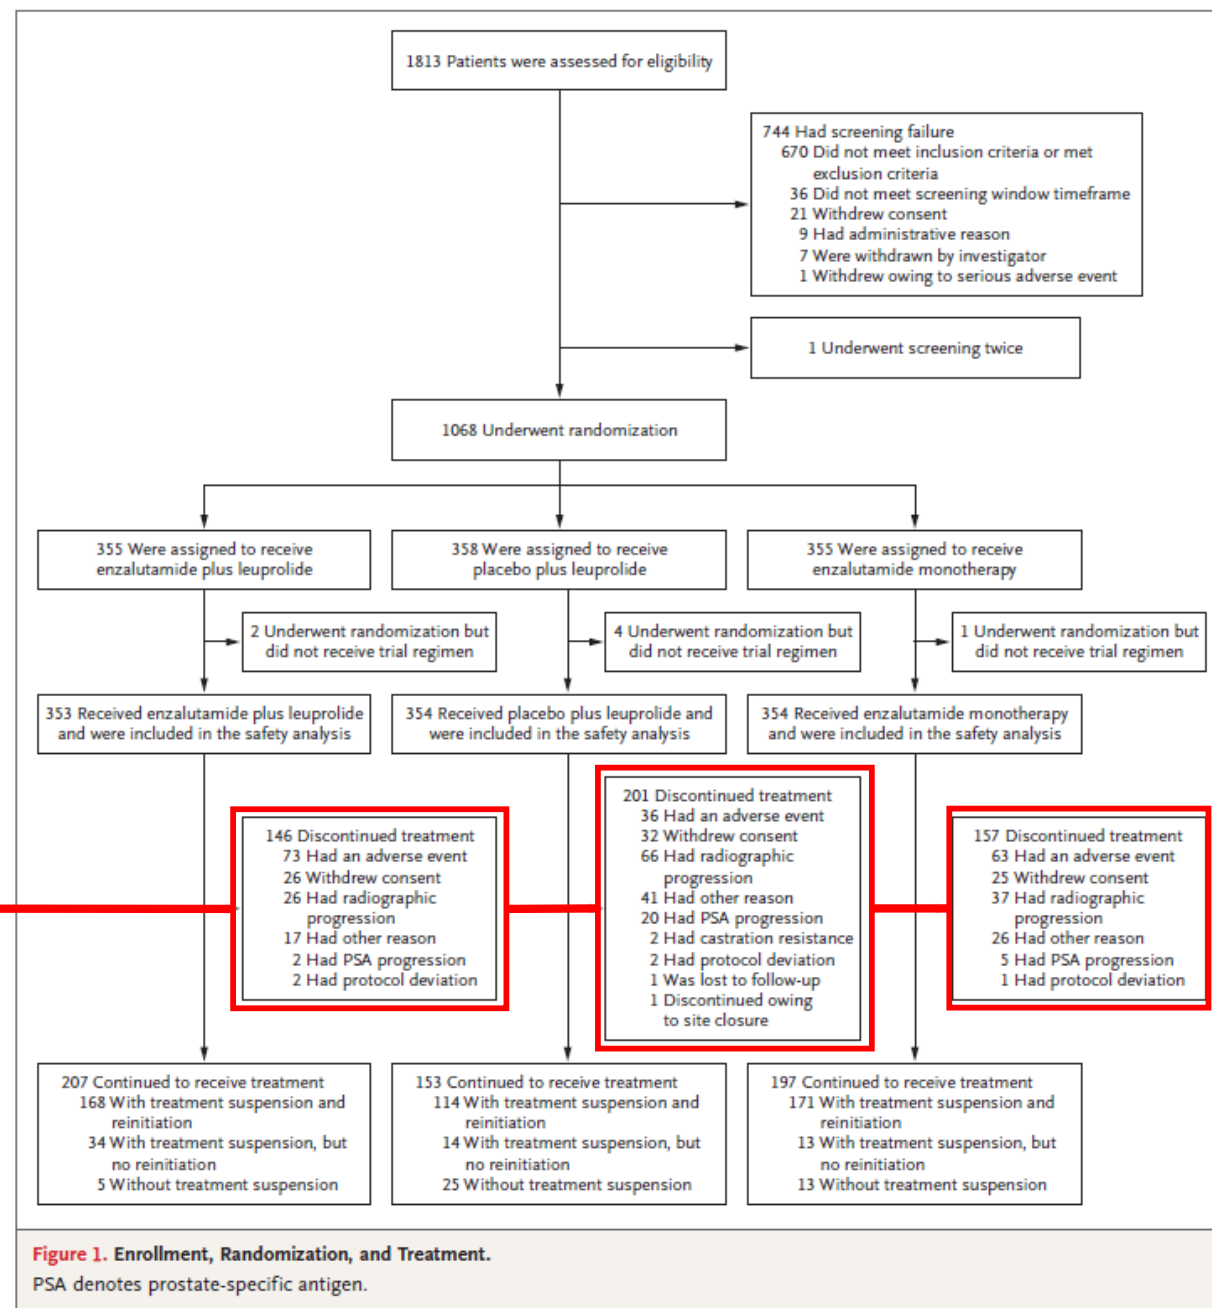 1813 Patients were assessed for eligibility
744 Had screening failure
670 Did not meet inclusion criteria or met
exclusion criteria
36 Did not meet screening window timeframe
21 Withdrew consent
9 Had administrative reason
7 Were withdrawn by investigator
1 Withdrew owing to serious adverse event
1 Underwent screening twice
1068 Underwent randomization
355 Were assigned to receive
enzalutamide plus leuprolide
358 Were assigned to receive
placebo plus leuprolide
355 Were assigned to receive
enzalutamide monotherapy
2 Underwent randomization but
did not receive trial regimen
4 Underwent randomization but
did not receive trial regimen
1 Underwent randomization but
did not receive trial regimen
353 Received enzalutamide plus leuprolide
and were included in the safety analysis
354 Received placebo plus leuprolide and
were included in the safety analysis
354 Received enzalutamide monotherapy
and were included in the safety analysis
146 Discontinued treatment
73 Had an adverse event
26 Withdrew consent
26 Had radiographic
progression
17 Had other reason
2 Had PSA progression
2 Had protocol deviation
201 Discontinued treatment
36 Had an adverse event
32 Withdrew consent
66 Had radiographic
progression
41 Had other reason
20 Had PSA progression
2 Had castration resistance
2 Had protocol deviation
1 Was lost to follow-up
1 Discontinued owing
to site closure
157 Discontinued treatment
63 Had an adverse event
25 Withdrew consent
37 Had radiographic
progression
26 Had other reason
5 Had PSA progression
1 Had protocol deviation
207 Continued to receive treatment
168 With treatment suspension and
reinitiation
34 With treatment suspension, but
no reinitiation
5 Without treatment suspension
153 Continued to receive treatment
114 With treatment suspension and
reinitiation
14 With treatment suspension, but
no reinitiation
25 Without treatment suspension
197 Continued to receive treatment
171 With treatment suspension and
reinitiation
13 With treatment suspension, but
no reinitiation
13 Without treatment suspension
Figure 1. Enrollment, Randomization, and Treatment.
PSA denotes prostate-specific antigen.